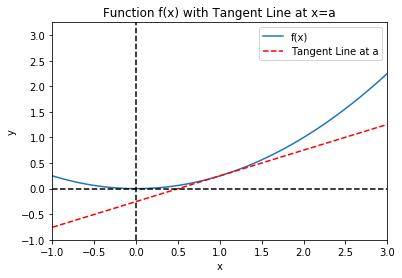 Function f(x) with Tangent Line at x=a
f(x)
Tangent Line at a
y
3.0
2.5
2.0
1.5
1.0
0.5
0.0
−0.5
−1.0
−1.0 −0.5 0.0 0.5 1.0 1.5 2.0 2.5 3.0
x